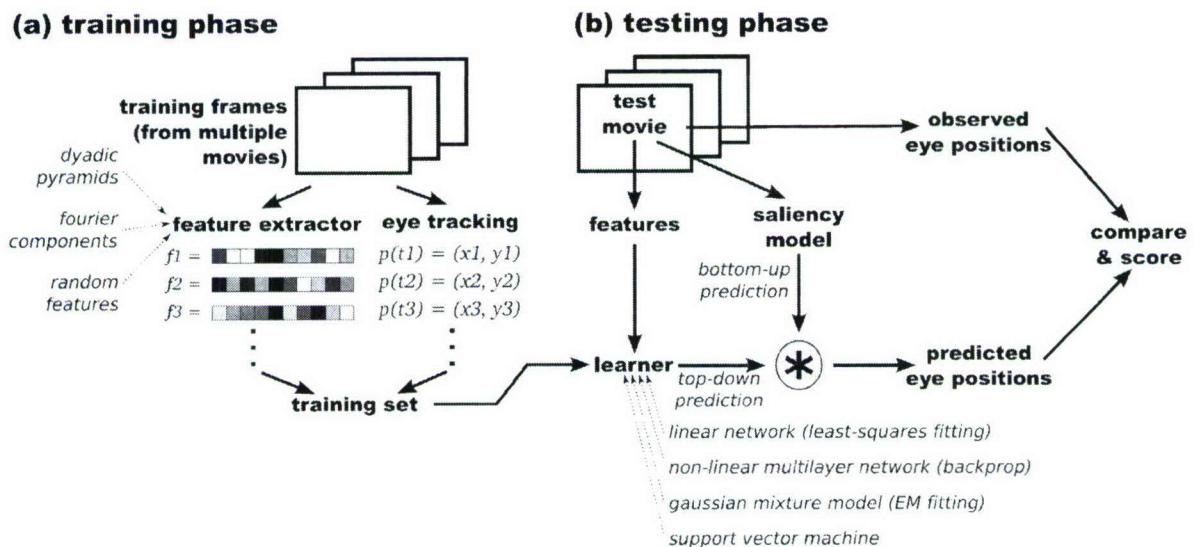 (a) training phase
training frames
(from multiple
movies)
dyadic
pyramids
fourier
components
random
features
feature extractor
eye tracking
f1 =
p(t1) = (x1, y1)
f2 =
p(t2) = (x2, y2)
f3 =
p(t3) = (x3, y3)
training set
(b) testing phase
test
movie
observed
eye positions
features
saliency
model
bottom-up
prediction
compare
& score
learner
top-down
prediction
*
predicted
eye positions
linear network (least-squares fitting)
non-linear multilayer network (backprop)
gaussian mixture model (EM fitting)
support vector machine